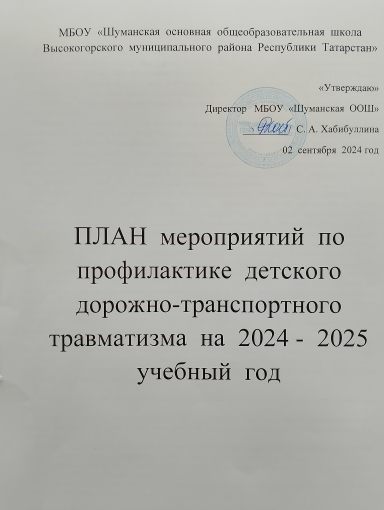 МБОУ «Шуманская основная общеобразовательная школа
Высокогорского муниципального района Республики Татарстан»
«Утверждаю»
Директор МБОУ «Шуманская ООШ»
С. А. Хабибуллина
02 сентября 2024 год
ПЛАН мероприятий по
профилактике детского
дорожно-транспортного
травматизма на 2024 - 2025
учебный год